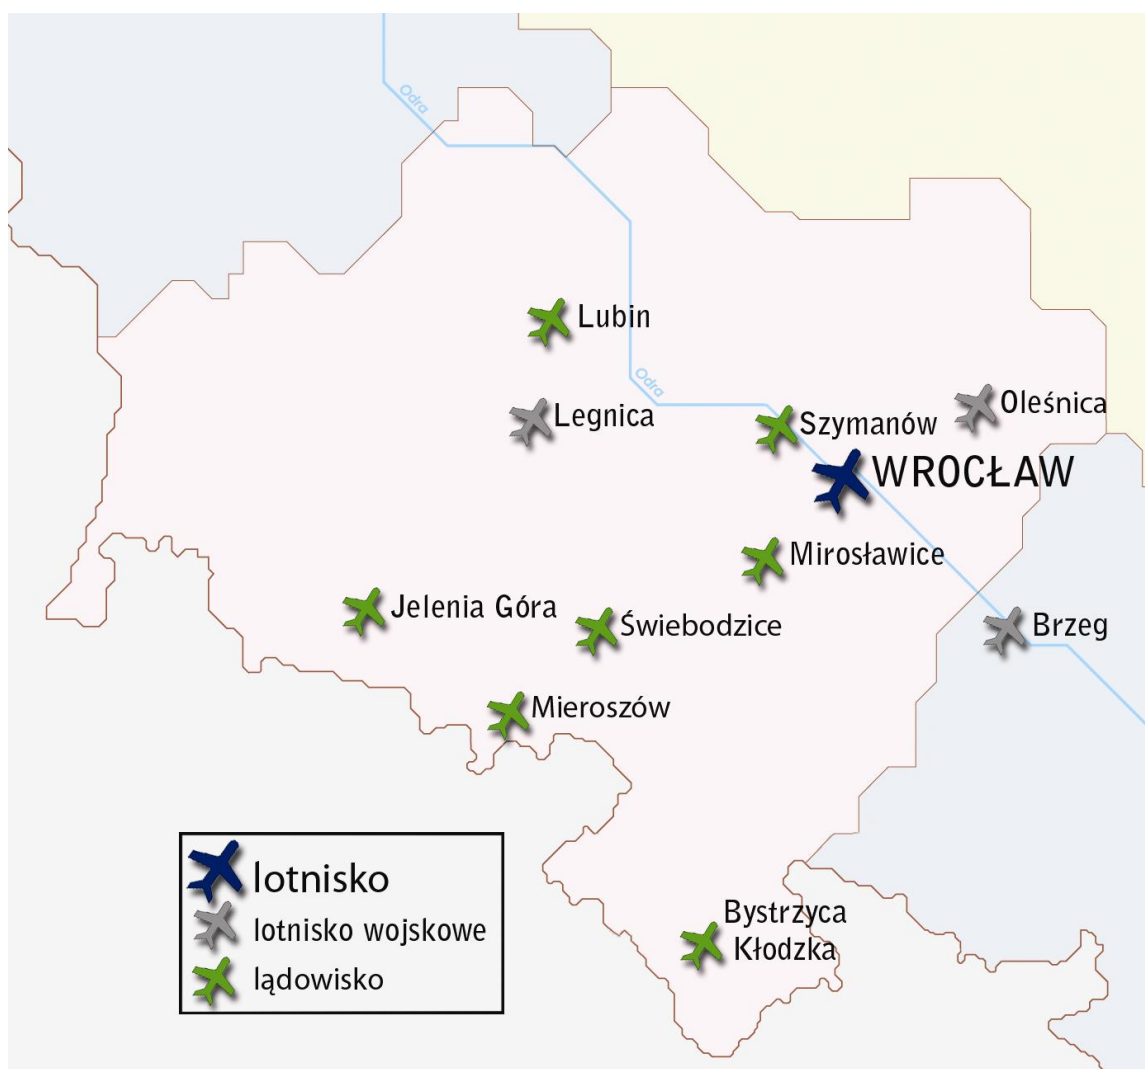 Odra
Lubin
Odra
Legnica
Szymanów
Oleśnica
WROCŁAW
Mirosławice
Jelenia Góra
Świebodzice
Brzeg
Mieroszów
lotnisko
lotnisko wojskowe
lądowisko
Bystrzyca
Kłodzka